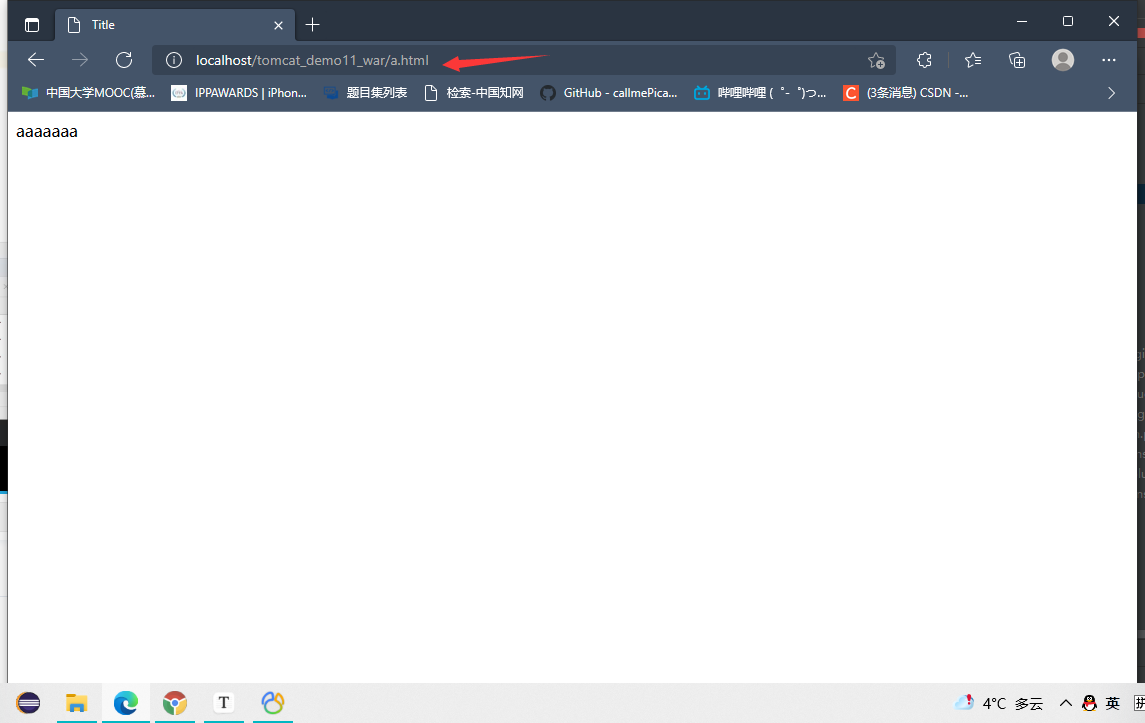 Title
localhost/tomcat_demo11_war/a.html
中国大学MOOC(慕... IPPAWARDS | iPhon... 题目集列表 检索-中国知网 GitHub - callmePica... 哔哩哔哩 (゜-゜)つ... C (3条消息) CSDN -...
aaaaaaa
T 4°C 多云 英 拼